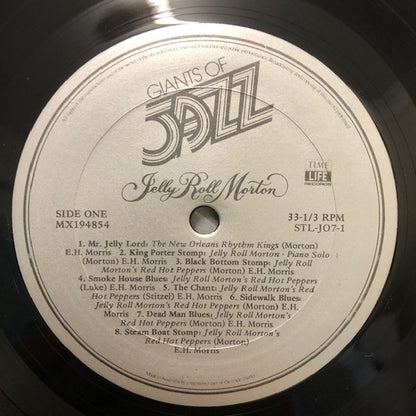 GIANTS OF
JAZZ
Jelly Roll Morton
TIME
LIFE
RECORDS
SIDE ONE
MX194854
33-1/3 RPM
STL-J07-1
1. Mr. Jelly Lord: The New Orleans Rhythm Kings (Morton)
E.H. Morris 2. King Porter Stomp: Jelly Roll Morton - Piano Solo
(Morton) E.H. Morris 3. Black Bottom Stomp: Jelly Roll
Morton's Red Hot Peppers (Morton) E.H. Morris
4. Smoke House Blues: Jelly Roll Morton's Red Hot Peppers
(Luke) E.H. Morris 5. The Chant: Jelly Roll Morton's Red
Hot Peppers (Stitzel) E.H. Morris 6. Sidewalk Blues:
Jelly Roll Morton's Red Hot Peppers (Morton)
E.H. Morris 7. Dead Man Blues: Jelly Roll Morton's
Red Hot Peppers (Morton) E.H. Morris
8. Steam Boat Stomp: Jelly Roll Morton's
Red Hot Peppers (Morton)
E.H. Morris